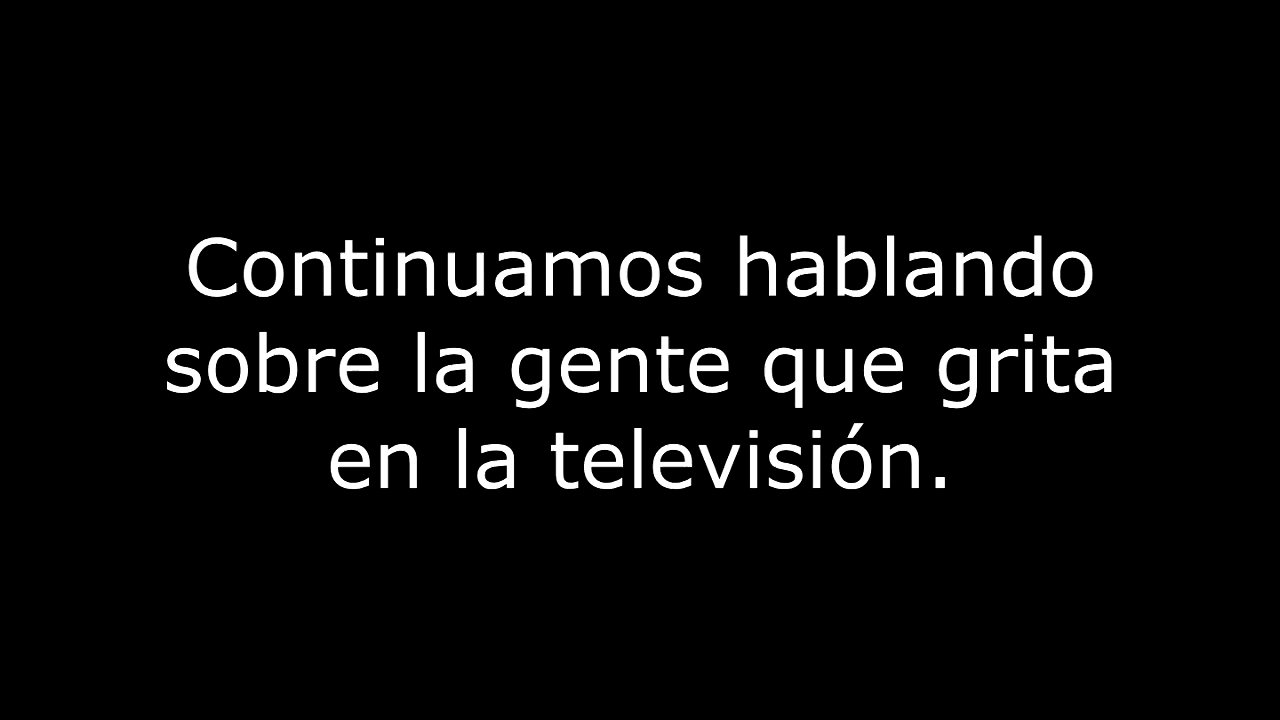 Continuamos hablando
sobre la gente que grita
en la televisión.